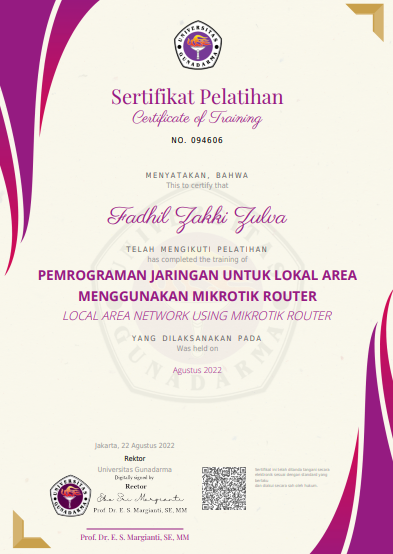 UNIVERSITAS
GUNADARMA
Sertifikat Pelatihan
Certificate of Training
NO. 094606
MENYATAKAN, BAHWA
This to certify that
Fadhil Zakki Zulva
TELAH MENGIKUTI PELATIHAN
has completed the training of
PEMROGRAMAN JARINGAN UNTUK LOKAL AREA
MENGGUNAKAN MIKROTIK ROUTER
LOCAL AREA NETWORK USING MIKROTIK ROUTER
YANG DILAKSANAKAN PADA
Was held on
Agustus 2022
Jakarta, 22 Agustus 2022
Rektor
Universitas Gunadarma
Digitally signed by
Rector
Prof. Dr. E. S. Margianti, SE, MM
UNIVERSITAS
GUNADARMA
Prof. Dr. E. S. Margianti, SE, MM